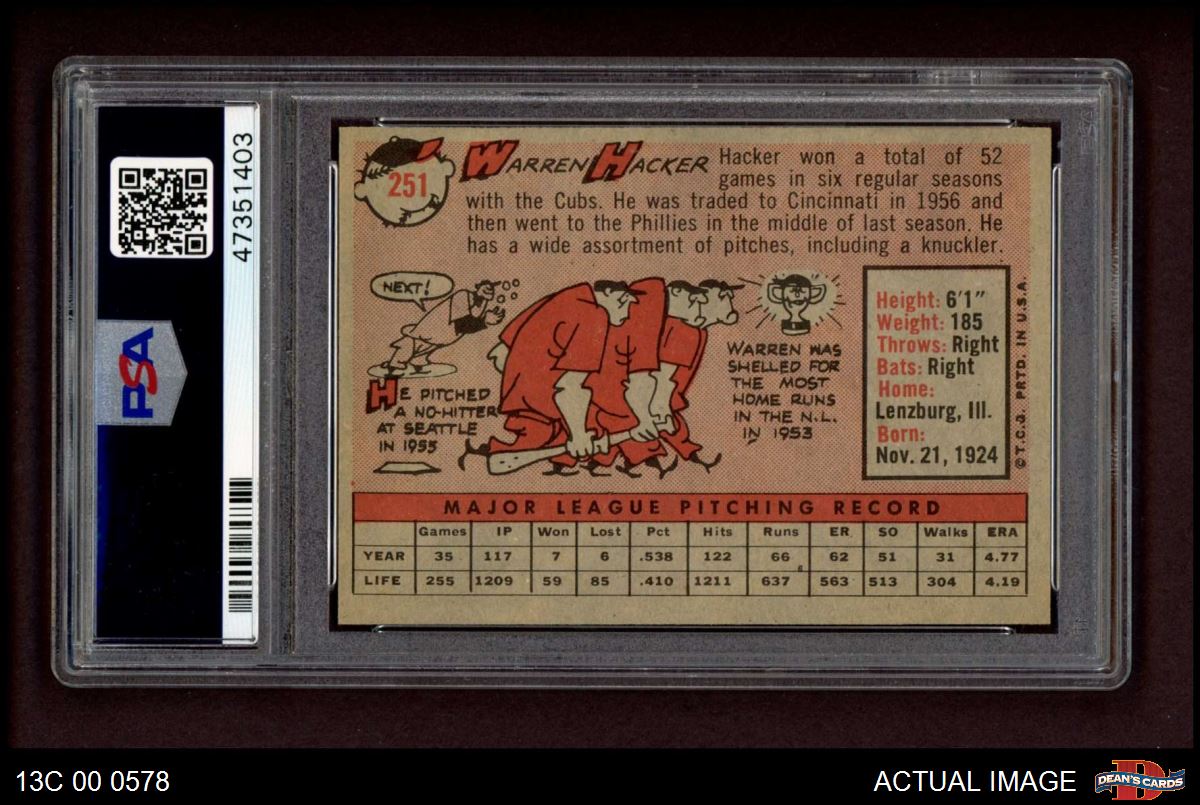 47351403
PSA
251
WARREN HACKER
Hacker won a total of 52
games in six regular seasons
with the Cubs. He was traded to Cincinnati in 1956 and
then went to the Phillies in the middle of last season. He
has a wide assortment of pitches, including a knuckler.
NEXT!
HE PITCHED
A NO-HITTER
AT SEATTLE
IN 1955
WARREN WAS
SHELLED FOR
THE MOST
HOME RUNS
IN THE N.L.
IN 1953
Height: 6'1"
Weight: 185
Throws: Right
Bats: Right
Home:
Lenzburg, Ill.
Born:
Nov. 21, 1924
©T.C.G. PRTD. IN U.S.A.
MAJOR LEAGUE PITCHING RECORD
Games IP Won Lost Pct Hits Runs ER SO Walks ERA
YEAR 35 117 7 6 .538 122 66 62 51 31 4.77
LIFE 255 1209 59 85 .410 1211 637 563 513 304 4.19
13C 00 0578
ACTUAL IMAGE
D
DEAN'S CARDS